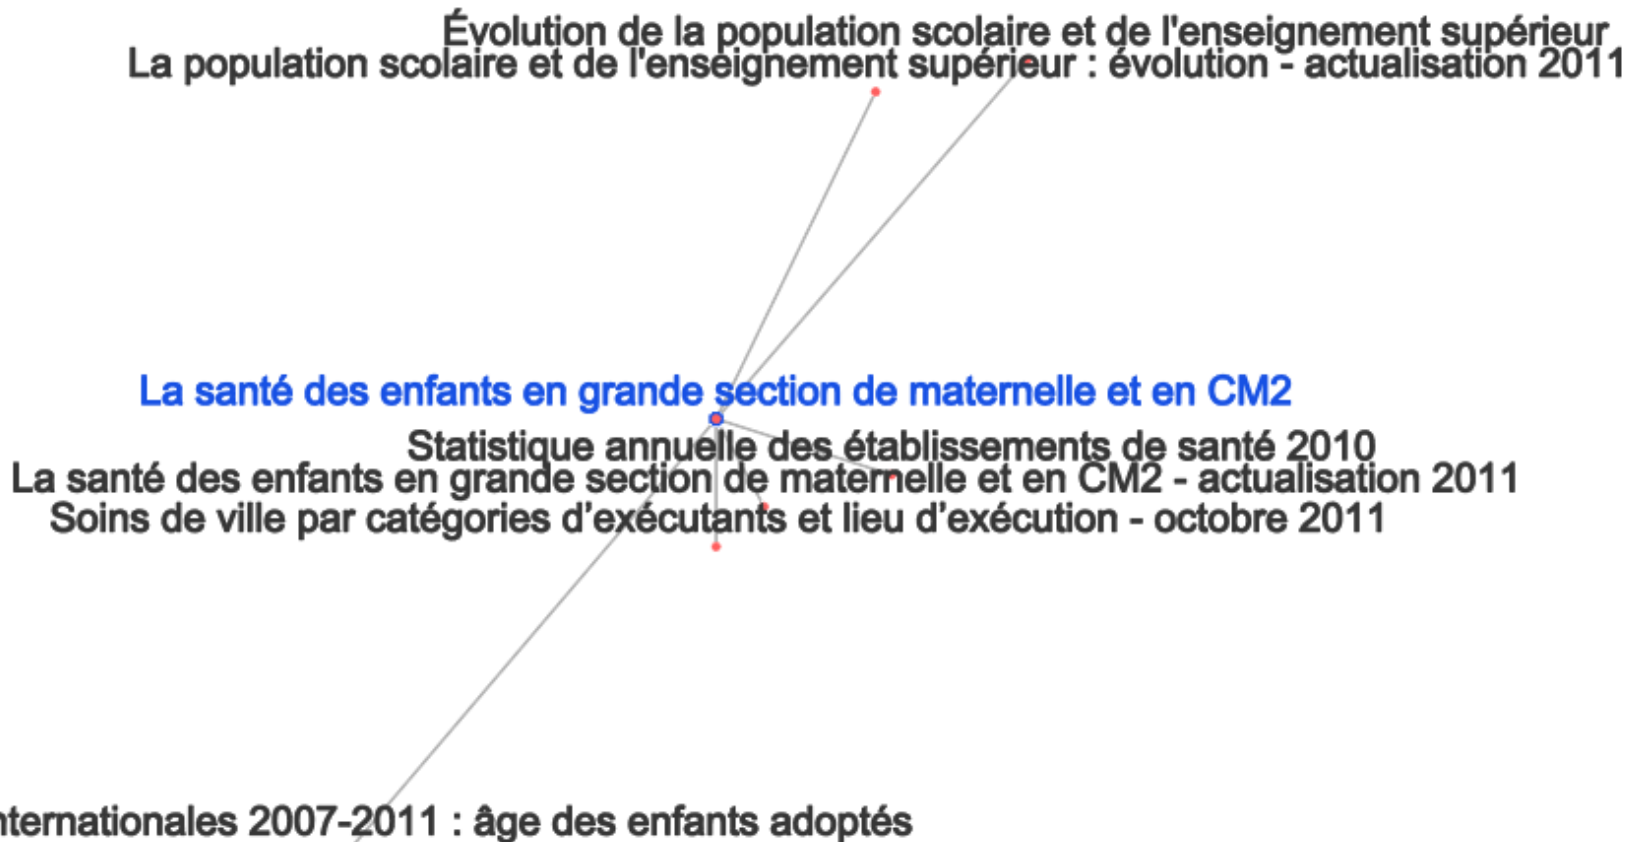 Évolution de la population scolaire et de l'enseignement supérieur
La population scolaire et de l'enseignement supérieur : évolution - actualisation 2011
La santé des enfants en grande section de maternelle et en CM2
Statistique annuelle des établissements de santé 2010
La santé des enfants en grande section de maternelle et en CM2 - actualisation 2011
Soins de ville par catégories d’exécutants et lieu d’exécution - octobre 2011
nternationales 2007-2011 : âge des enfants adoptés